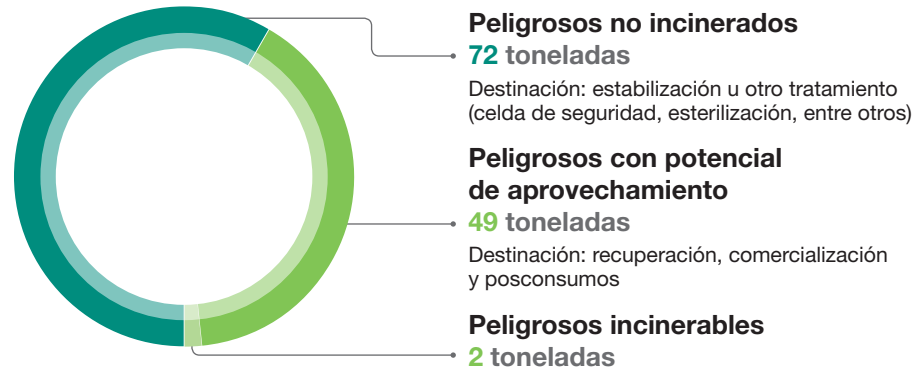 Peligrosos no incinerados
72 toneladas
Destinación: estabilización u otro tratamiento
(celda de seguridad, esterilización, entre otros)
Peligrosos con potencial
de aprovechamiento
49 toneladas
Destinación: recuperación, comercialización
y posconsumos
Peligrosos incinerables
2 toneladas